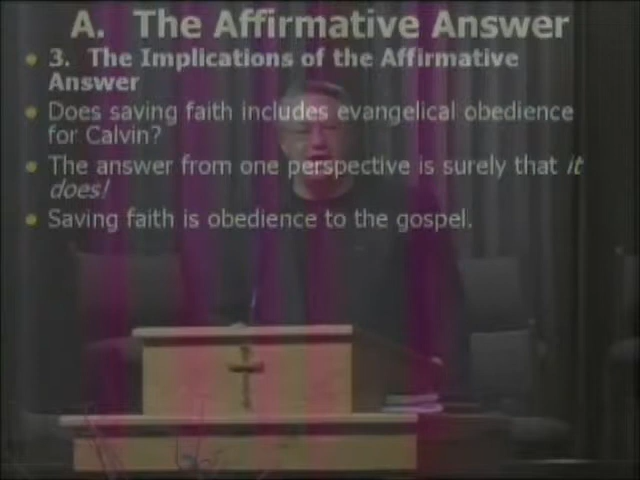 A. The Affirmative Answer
• 3. The Implications of the Affirmative
Answer
• Does saving faith includes evangelical obedience
for Calvin?
• The answer from one perspective is surely that it
does!
• Saving faith is obedience to the gospel.